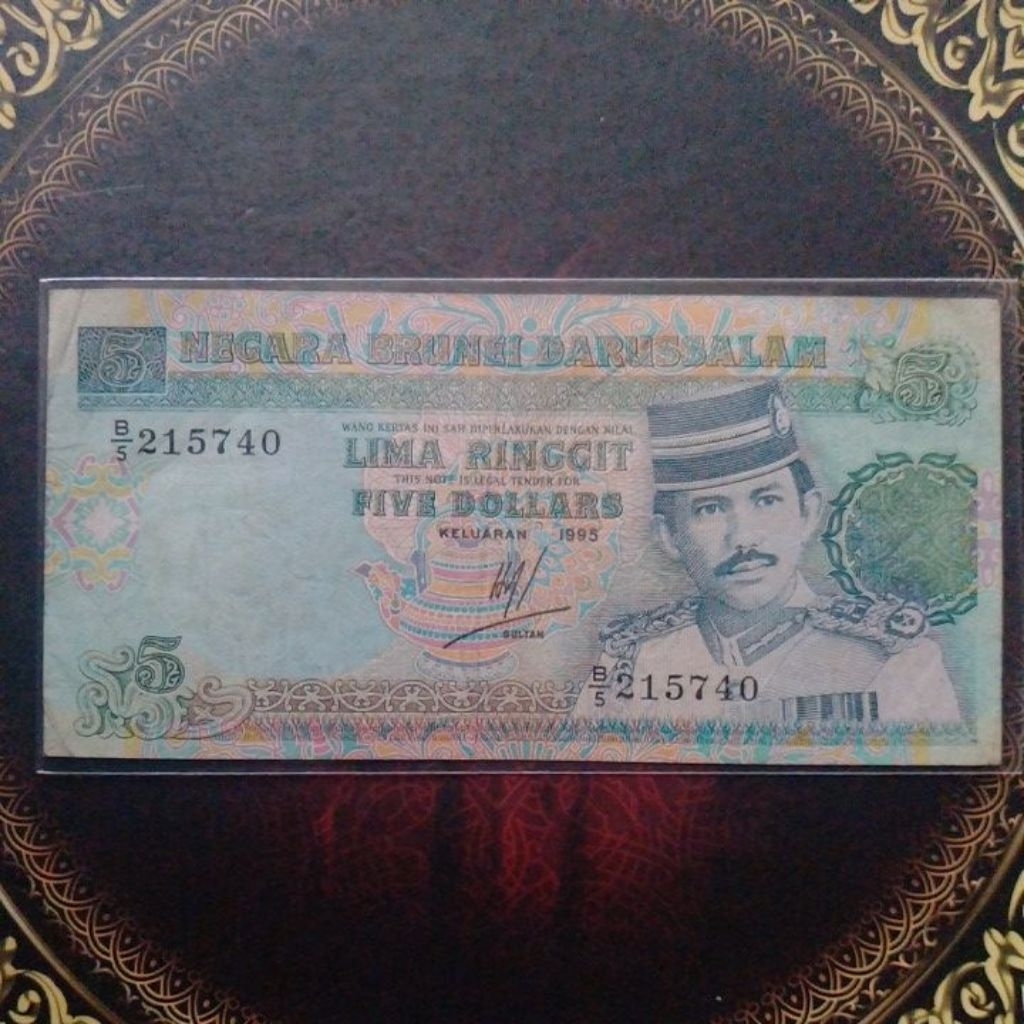 5 NEGARA BRUNEI DARUSSALAM 5
B/5 215740
WANG KERTAS INI SAH DIPERLAKUKAN DENGAN NILAI
LIMA RINGGIT
THIS NOTE IS LEGAL TENDER FOR
FIVE DOLLARS
KELUARAN 1995
SULTAN
5
B/5 215740